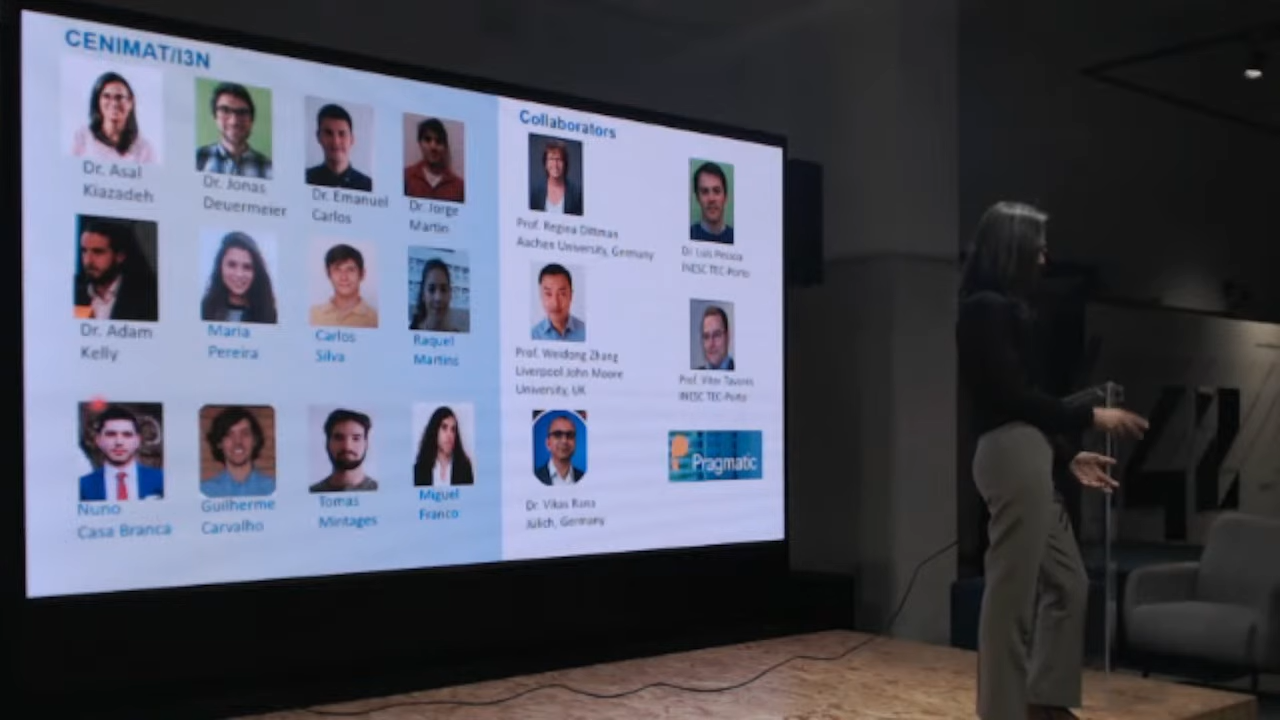 CENIMAT/I3N
Dr. Asal
Kiazadeh
Dr. Jonas
Deuermeier
Dr. Emanuel
Carlos
Dr. Jorge
Martin
Dr. Adam
Kelly
Maria
Pereira
Carlos
Silva
Raquel
Martins
Nuno
Casa Branca
Guilherme
Carvalho
Tomas
Mintages
Miguel
Franco
Collaborators
Prof. Regina Dittman
Aachen University, Germany
Dr Luis Pessoa
INESC TEC-Porto
Prof. Weidong Zhang
Liverpool John Moore
University, UK
Prof. Vitor Tavares
INESC TEC-Porto
Dr. Vikas Rana
Julich, Germany
Pragmatic
42